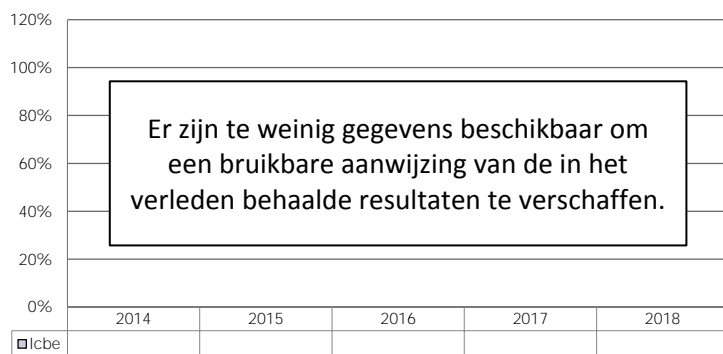 120%
100%
80%
60%
40%
20%
0%
Er zijn te weinig gegevens beschikbaar om
een bruikbare aanwijzing van de in het
verleden behaalde resultaten te verschaffen.
2014 2015 2016 2017 2018
Icbe